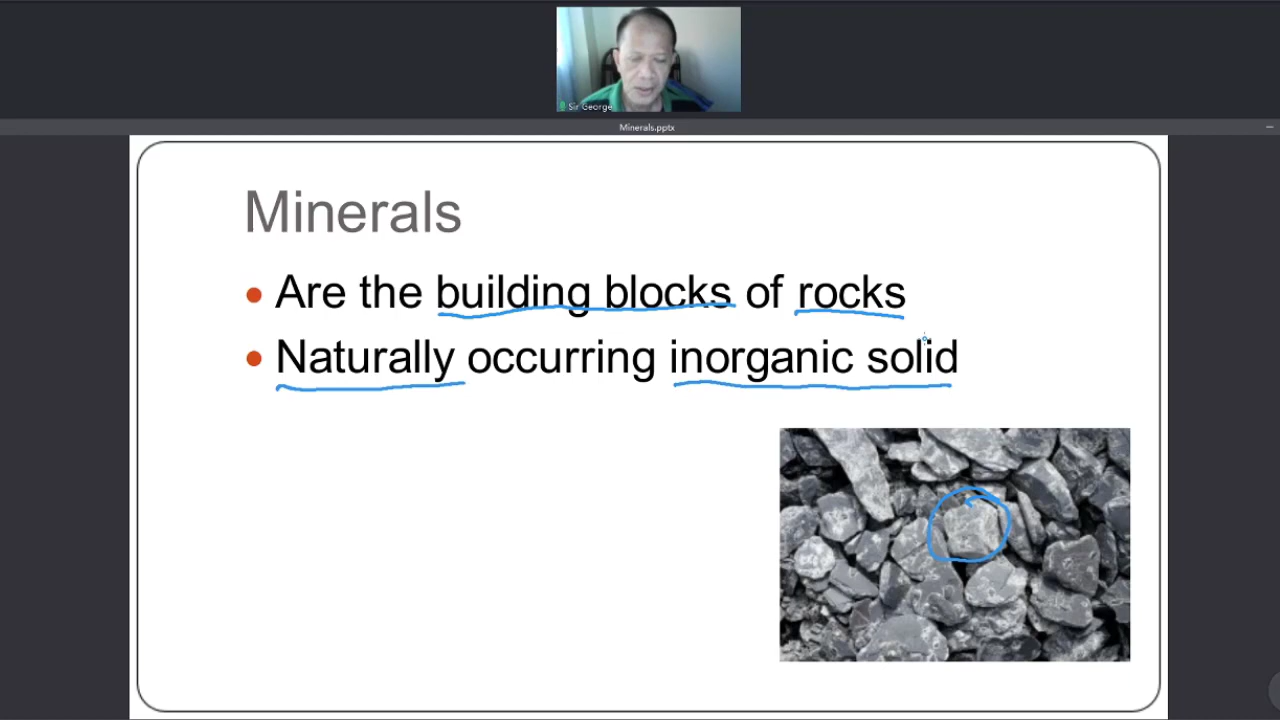 Sir George
Minerals.pptx
Minerals
• Are the building blocks of rocks
• Naturally occurring inorganic solid